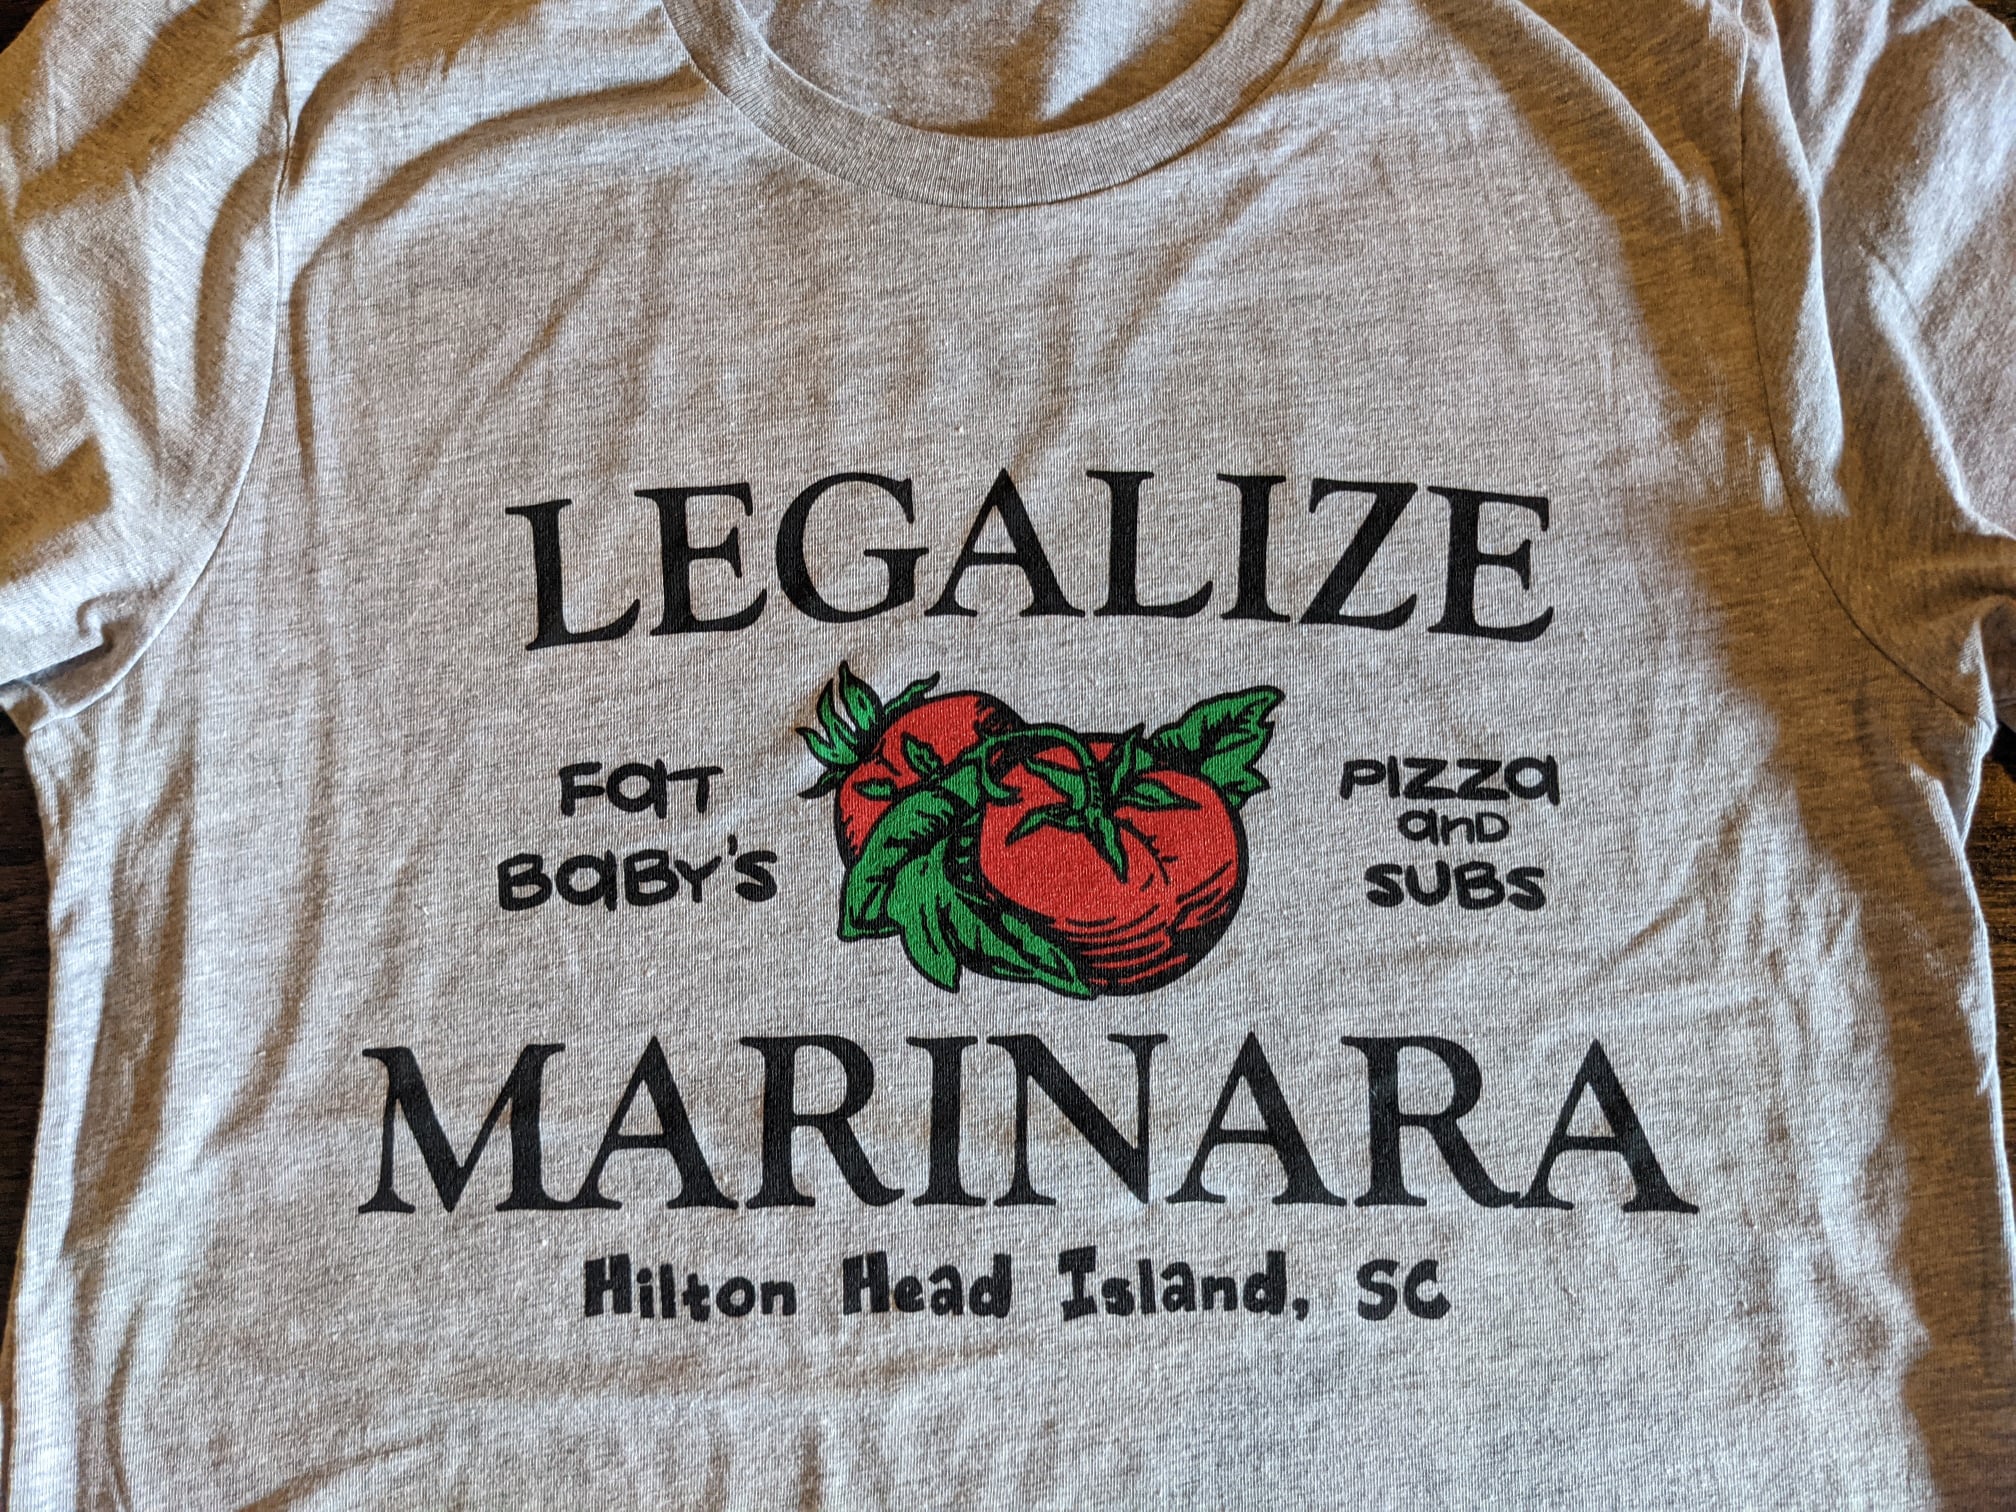 LEGALIZE
Fat
Baby's
Pizza
and
Subs
MARINARA
Hilton Head Island, SC